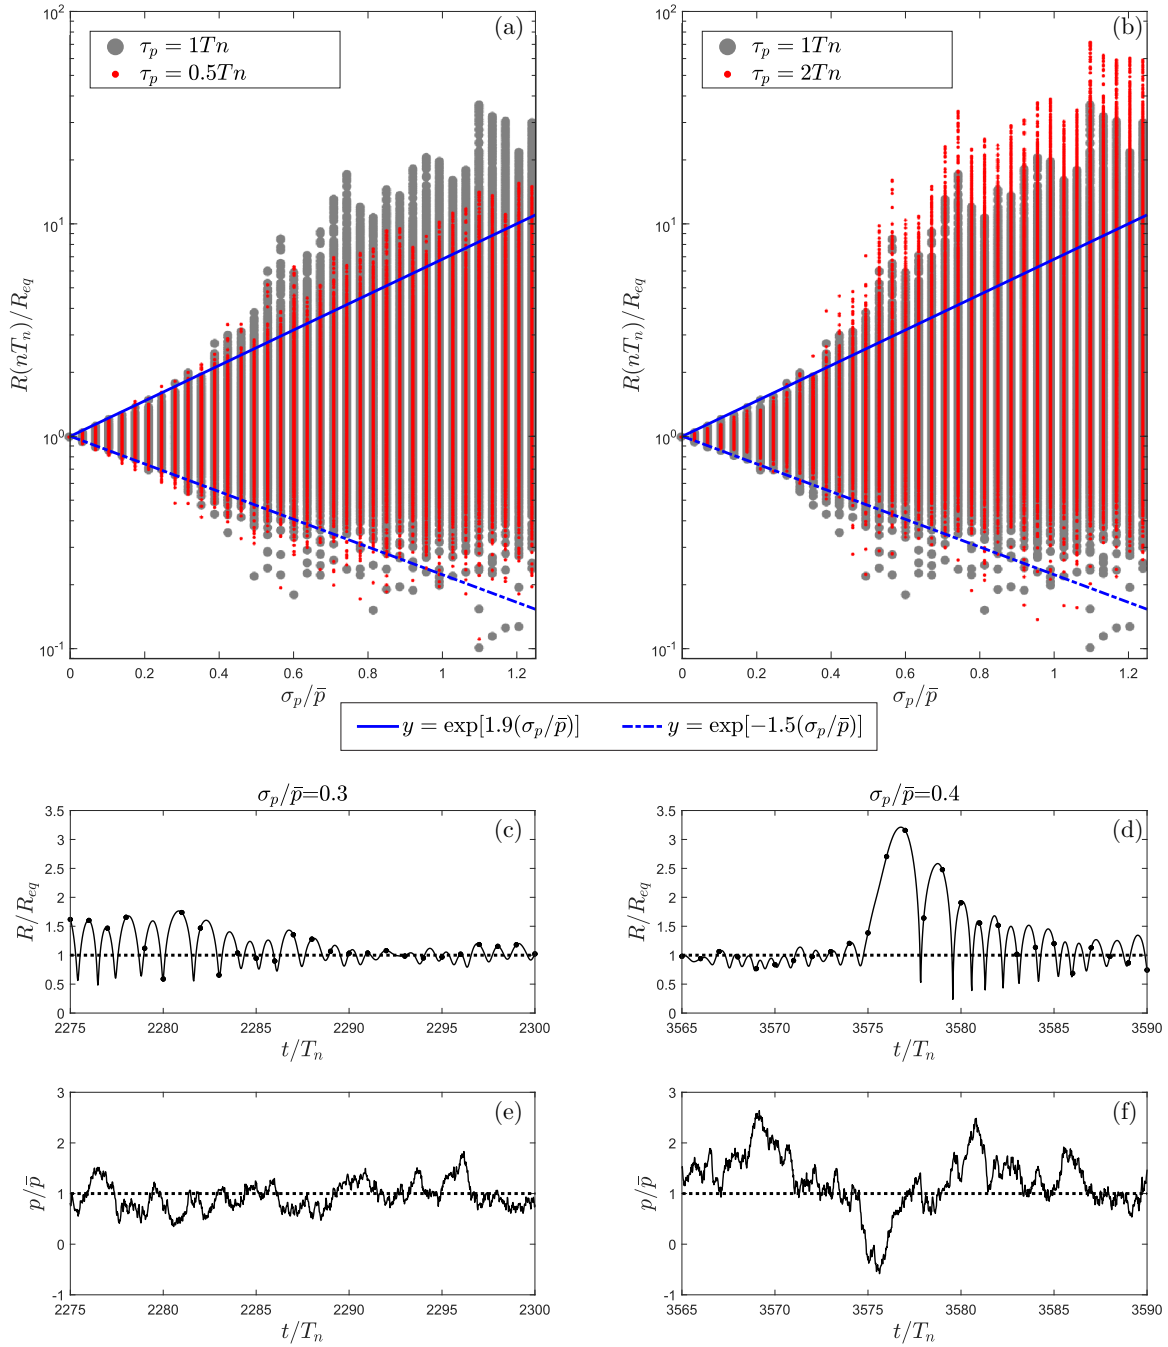 (a)
τ_p = 1Tn
τ_p = 0.5Tn
10^2
10^1
10^0
10^-1
R(nT_n)/R_eq
0 0.2 0.4 0.6 0.8 1 1.2
σ_p/p̄
(b)
τ_p = 1Tn
τ_p = 2Tn
10^2
10^1
10^0
10^-1
R(nT_n)/R_eq
0 0.2 0.4 0.6 0.8 1 1.2
σ_p/p̄
y = exp[1.9(σ_p/p̄)] y = exp[−1.5(σ_p/p̄)]
σ_p/p̄=0.3
(c)
3.5
3
2.5
2
1.5
1
0.5
0
R/R_eq
2275 2280 2285 2290 2295 2300
t/T_n
σ_p/p̄=0.4
(d)
3.5
3
2.5
2
1.5
1
0.5
0
R/R_eq
3565 3570 3575 3580 3585 3590
t/T_n
(e)
3
2
1
0
-1
p/p̄
2275 2280 2285 2290 2295 2300
t/T_n
(f)
3
2
1
0
-1
p/p̄
3565 3570 3575 3580 3585 3590
t/T_n